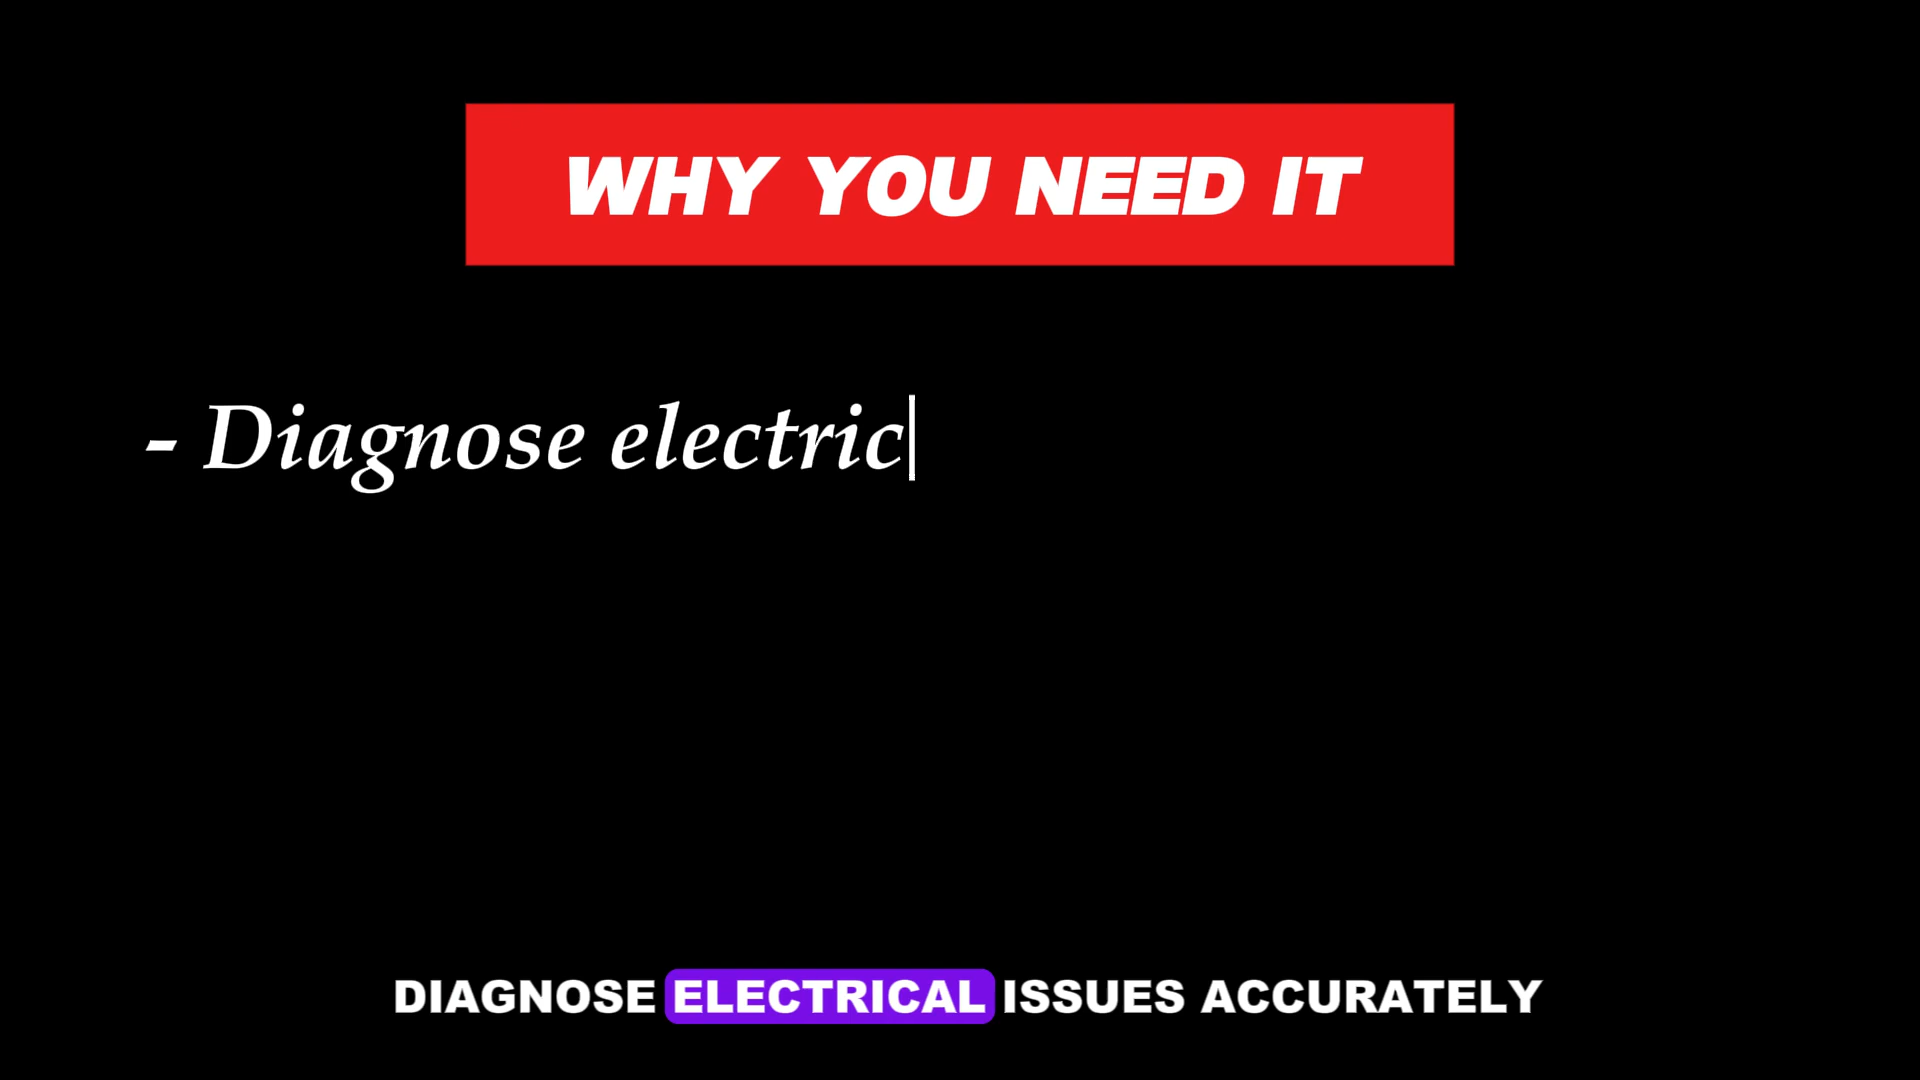 WHY YOU NEED IT
- Diagnose electric
DIAGNOSE ELECTRICAL ISSUES ACCURATELY